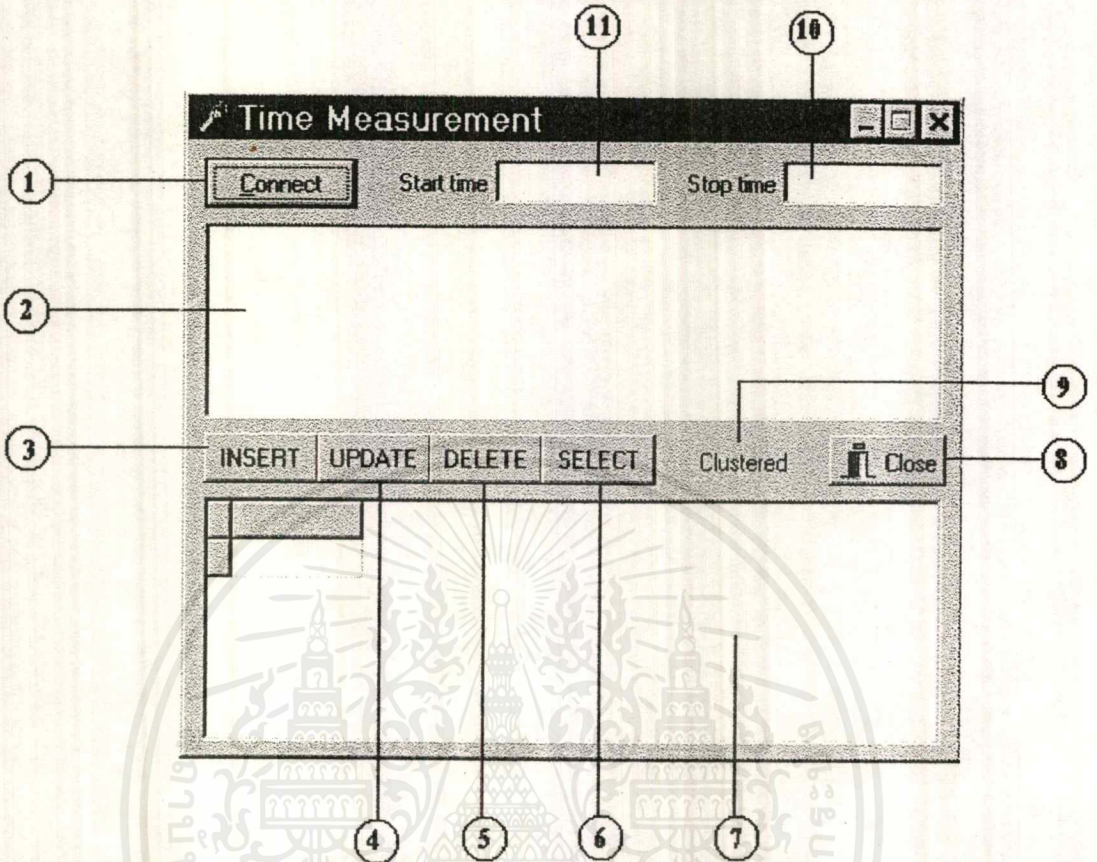 11 10
Time Measurement
1 Connect Start time Stop time
2
9
3 INSERT UPDATE DELETE SELECT Clustered Close 8
4 5 6 7